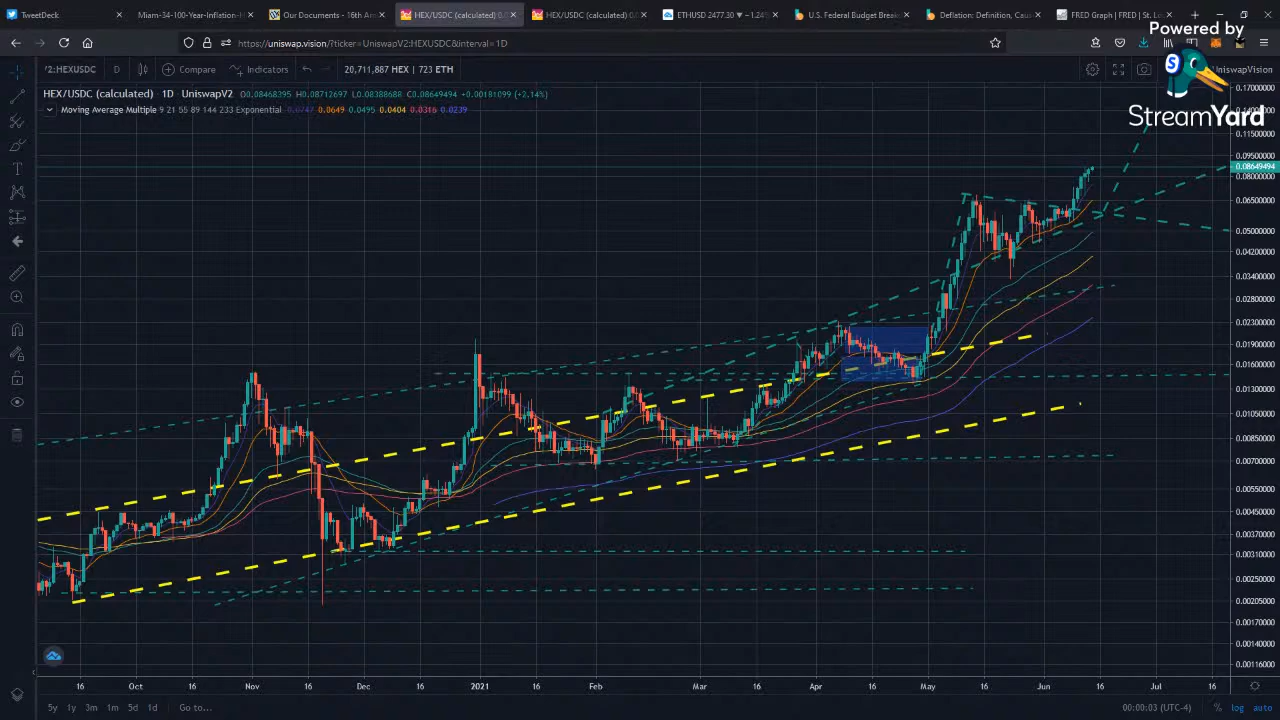 TweetDeck
Miam-34-100-Year-Inflation-H
Our Documents - 16th Am
HEX/USDC (calculated) 0.
HEX/USDC (calculated) 0.
ETHUSD 2477.30 ▼ −1.24%
U.S. Federal Budget Break
Deflation: Definition, Caus
FRED Graph | FRED | St. L
Powered by
https://uniswap.vision/?ticker=UniswapV2:HEXUSDC&interval=1D
S
StreamYard
'2:HEXUSDC
D
Compare
Indicators
20,711,887 HEX | 723 ETH
UniswapVision
HEX/USDC (calculated) 1D UniswapV2 O0.08468395 H0.08712697 L0.08388688 C0.08649494 +0.00181099 (+2.14%)
Moving Average Multiple 9 21 55 89 144 233 Exponential 0.0747 0.0649 0.0495 0.0404 0.0316 0.0239
0.17000000
0.11500000
0.09500000
0.08649494
0.08000000
0.06500000
0.05000000
0.04200000
0.03400000
0.02800000
0.02300000
0.01900000
0.01600000
0.01300000
0.01050000
0.00850000
0.00700000
0.00550000
0.00450000
0.00370000
0.00310000
0.00250000
0.00205000
0.00170000
0.00140000
0.00116000
16 Oct 16 Nov 16 Dec 16 2021 16 Feb Mar 16 Apr 16 May 16 Jun 16 Jul 16
5y 1y 3m 1m 5d 1d Go to...
00:00:03 (UTC-4) % log auto